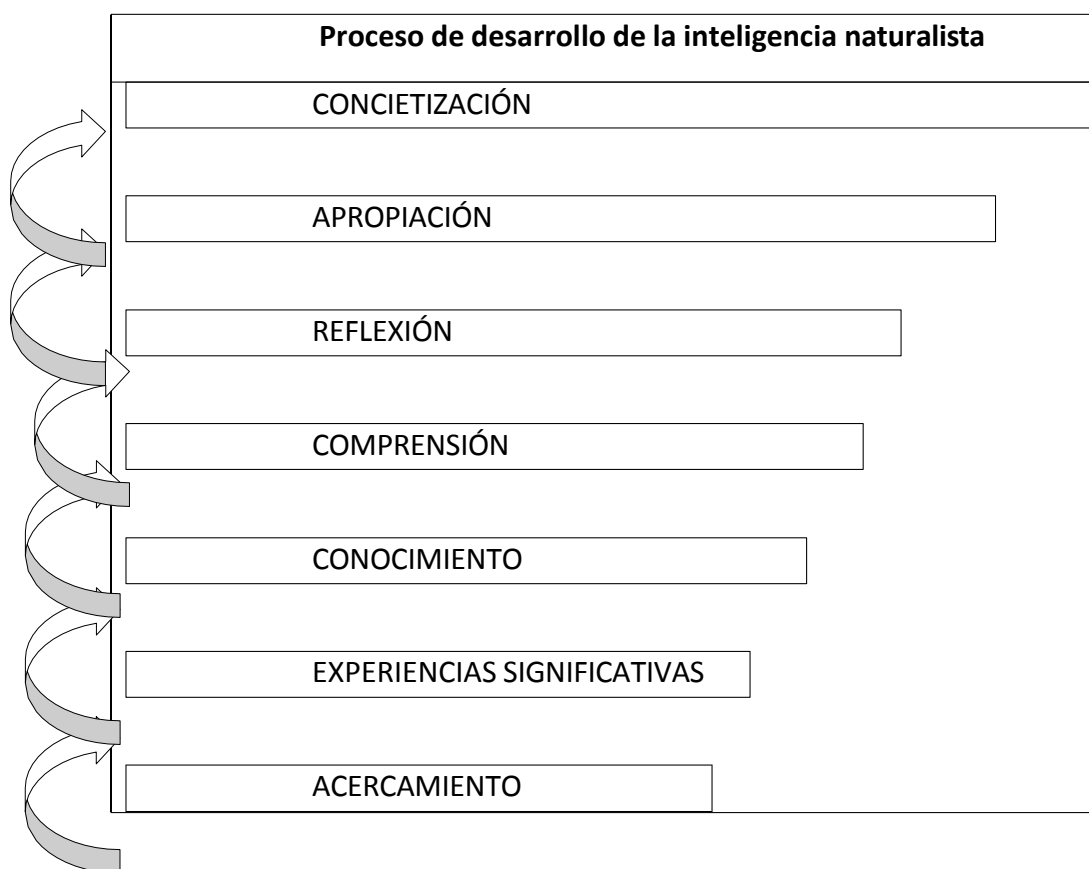 Proceso de desarrollo de la inteligencia naturalista
CONCIETIZACIÓN
APROPIACIÓN
REFLEXIÓN
COMPRENSIÓN
CONOCIMIENTO
EXPERIENCIAS SIGNIFICATIVAS
ACERCAMIENTO